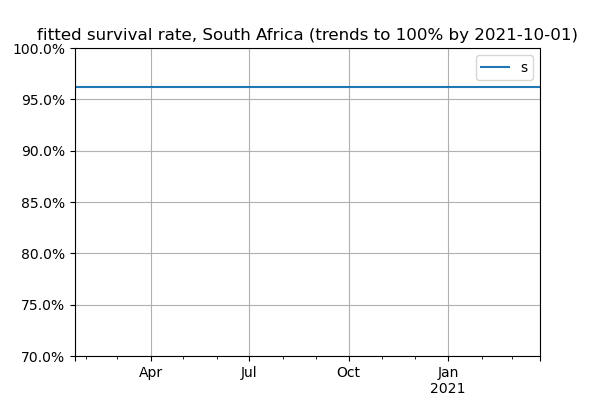 fitted survival rate, South Africa (trends to 100% by 2021-10-01)
100.0%
s
95.0%
90.0%
85.0%
80.0%
75.0%
70.0%
Apr Jul Oct Jan
2021